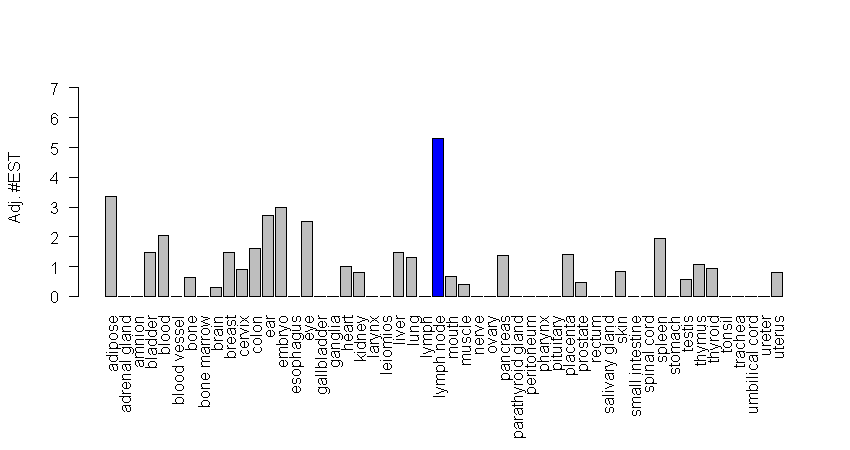 7
6
5
4
3
2
1
0
Adj. #EST
adipose
adrenal gland
amnion
bladder
blood
blood vessel
bone
bone marrow
brain
breast
cervix
colon
ear
embryo
esophagus
eye
gallbladder
ganglia
heart
kidney
larynx
leiomios
liver
lung
lymph
lymph node
mouth
muscle
nerve
ovary
pancreas
parathyroid gland
peritoneum
pharynx
pituitary
placenta
prostate
rectum
salivary gland
skin
small intestine
spinal cord
spleen
stomach
testis
thymus
thyroid
tonsil
trachea
umbilical cord
ureter
uterus